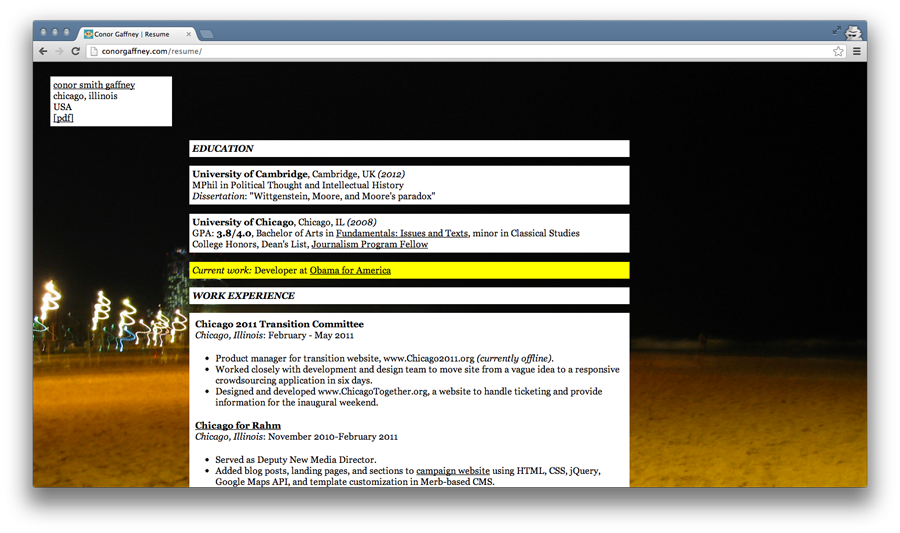 Conor Gaffney | Resume
conorgaffney.com/resume/
conor smith gaffney
chicago, illinois
USA
[pdf]
EDUCATION
University of Cambridge, Cambridge, UK (2012)
MPhil in Political Thought and Intellectual History
Dissertation: "Wittgenstein, Moore, and Moore's paradox"
University of Chicago, Chicago, IL (2008)
GPA: 3.8/4.0, Bachelor of Arts in Fundamentals: Issues and Texts, minor in Classical Studies
College Honors, Dean's List, Journalism Program Fellow
Current work: Developer at Obama for America
WORK EXPERIENCE
Chicago 2011 Transition Committee
Chicago, Illinois: February - May 2011
• Product manager for transition website, www.Chicago2011.org (currently offline).
• Worked closely with development and design team to move site from a vague idea to a responsive
crowdsourcing application in six days.
• Designed and developed www.ChicagoTogether.org, a website to handle ticketing and provide
information for the inaugural weekend.
Chicago for Rahm
Chicago, Illinois: November 2010-February 2011
• Served as Deputy New Media Director.
• Added blog posts, landing pages, and sections to campaign website using HTML, CSS, jQuery,
Google Maps API, and template customization in Merb-based CMS.